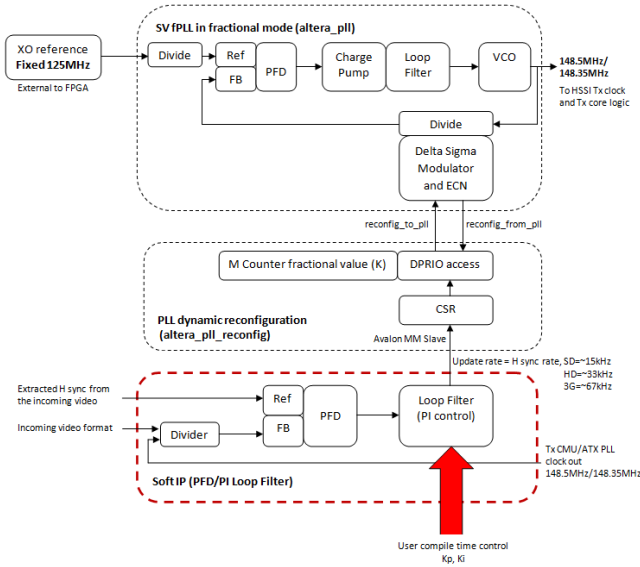 SV fPLL in fractional mode (altera_pll)
XO reference
Fixed 125MHz
External to FPGA
Divide
Ref
FB
PFD
Charge
Pump
Loop
Filter
VCO
148.5MHz/
148.35MHz
To HSSI Tx clock
and Tx core logic
Divide
Delta Sigma
Modulator
and ECN
reconfig_to_pll
reconfig_from_pll
M Counter fractional value (K)
DPRIO access
CSR
PLL dynamic reconfiguration
(altera_pll_reconfig)
Avalon MM Slave
Update rate = H sync rate, SD=~15kHz
HD=~33kHz
3G=~67kHz
Extracted H sync from
the incoming video
Incoming video format
Divider
Ref
FB
PFD
Loop Filter
(PI control)
Tx CMU/ATX PLL
clock out
148.5MHz/148.35MHz
Soft IP (PFD/PI Loop Filter)
User compile time control
Kp, Ki